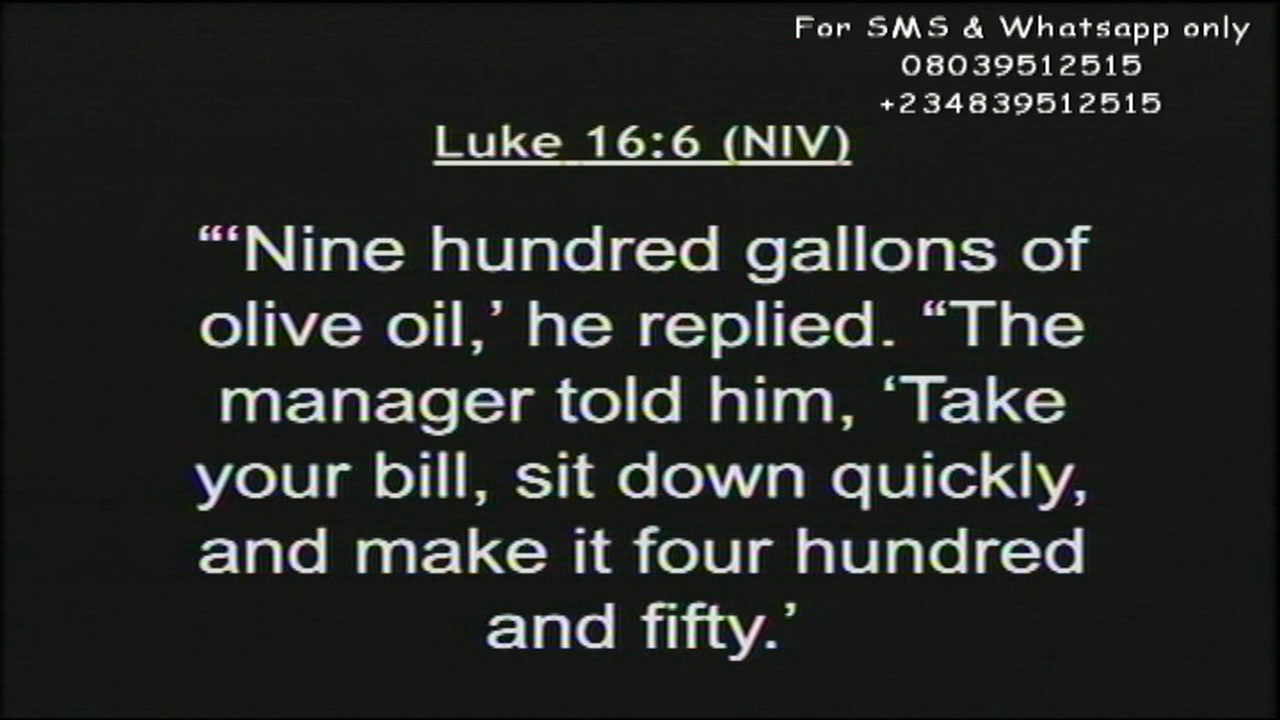 For SMS & Whatsapp only
08039512515
+234839512515
Luke 16:6 (NIV)
“‘Nine hundred gallons of
olive oil,’ he replied. “The
manager told him, ‘Take
your bill, sit down quickly,
and make it four hundred
and fifty.’